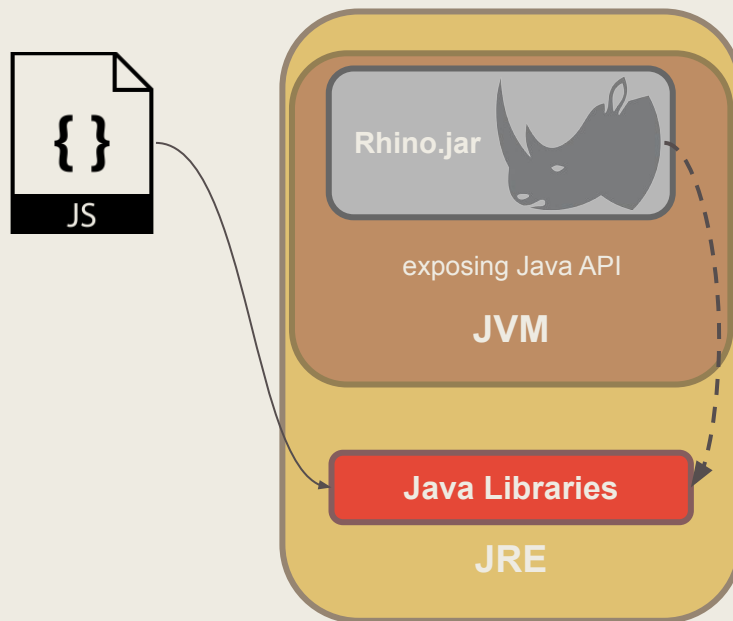 { }
JS
Rhino.jar
exposing Java API
JVM
Java Libraries
JRE